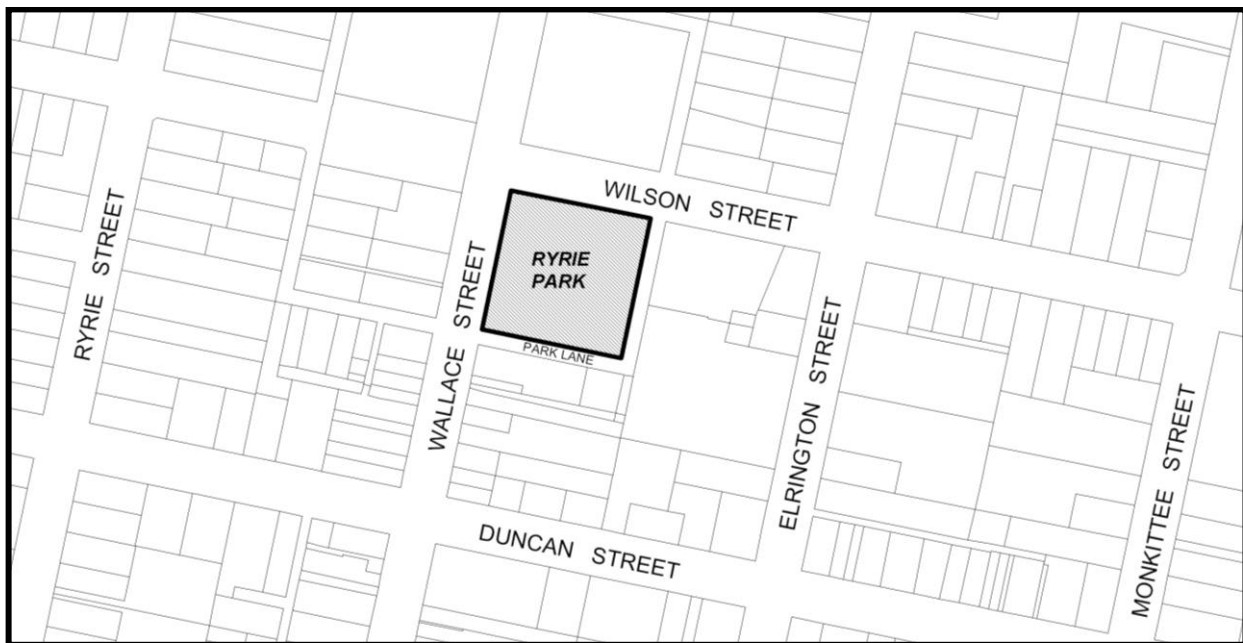 WILSON STREET
RYRIE
PARK
RYRIE STREET
WALLACE STREET
PARK LANE
ELRINGTON STREET
MONKITTEE STREET
DUNCAN STREET